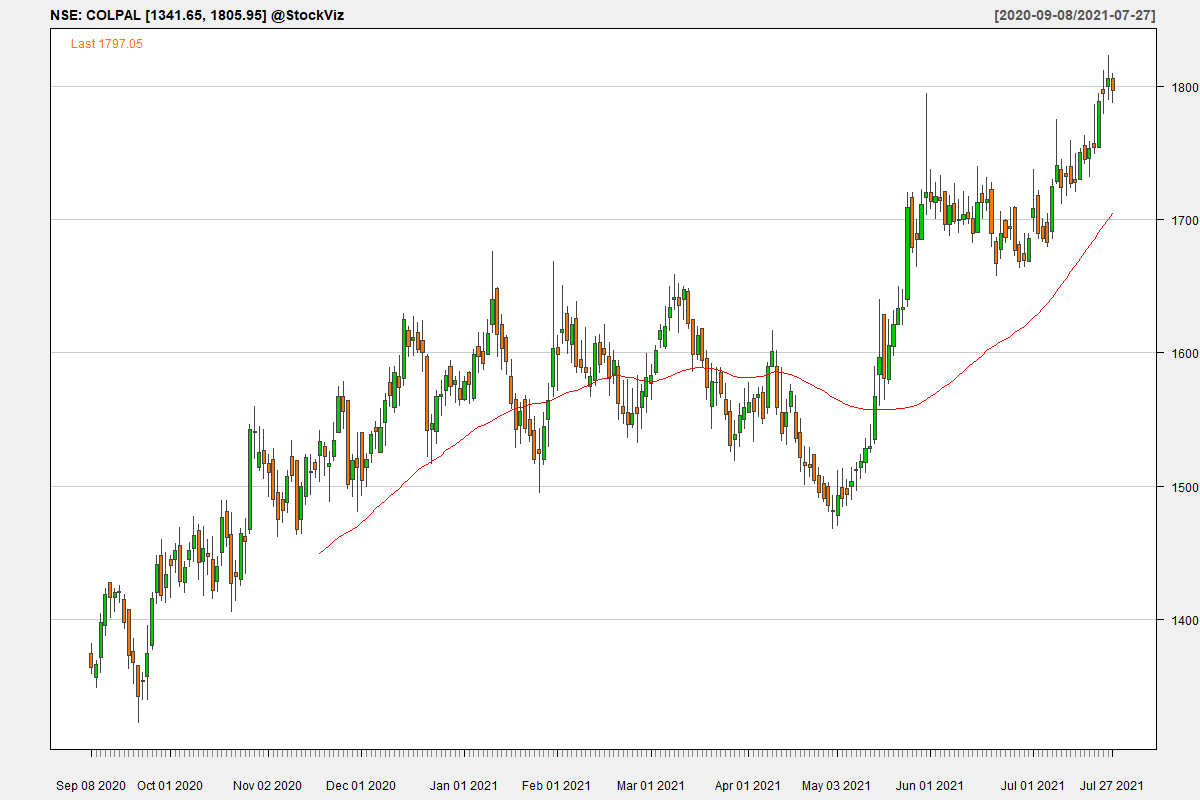 NSE: COLPAL [1341.65, 1805.95] @StockViz
[2020-09-08/2021-07-27]
Last 1797.05
1800
1700
1600
1500
1400
Sep 08 2020 Oct 01 2020 Nov 02 2020 Dec 01 2020 Jan 01 2021 Feb 01 2021 Mar 01 2021 Apr 01 2021 May 03 2021 Jun 01 2021 Jul 01 2021 Jul 27 2021